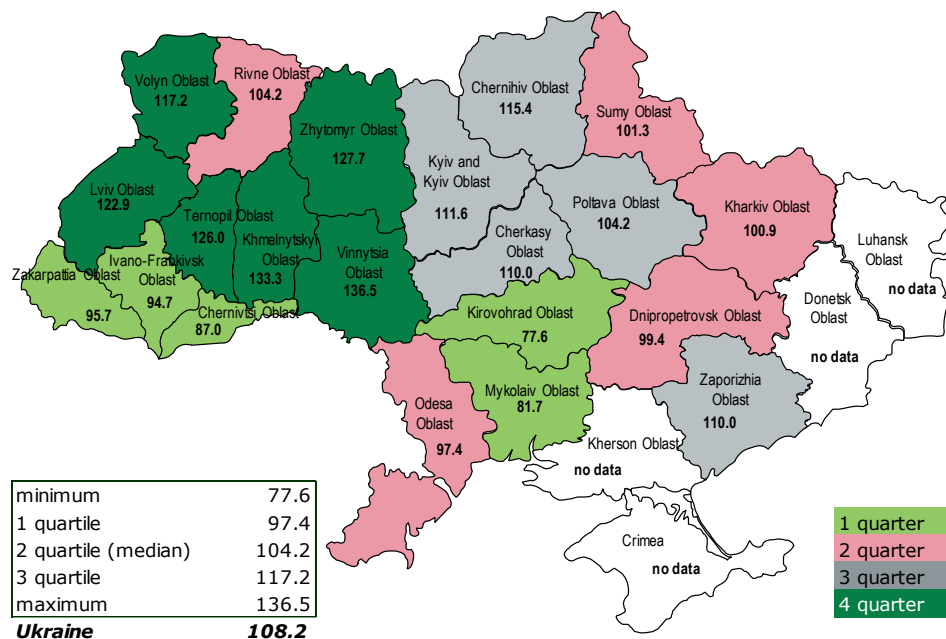 Volyn Oblast
117.2
Rivne Oblast
104.2
Zhytomyr Oblast
127.7
Chernihiv Oblast
115.4
Sumy Oblast
101.3
Kyiv and
Kyiv Oblast
111.6
Lviv Oblast
122.9
Ternopil Oblast
126.0
Khmelnytskyi
Oblast
133.3
Vinnytsia
Oblast
136.5
Cherkasy
Oblast
110.0
Poltava Oblast
104.2
Kharkiv Oblast
100.9
Luhansk
Oblast
no data
Donetsk
Oblast
no data
Zakarpattia Oblast
95.7
Ivano-Frankivsk
Oblast
94.7
Chernivtsi Oblast
87.0
Kirovohrad Oblast
77.6
Dnipropetrovsk Oblast
99.4
Zaporizhia
Oblast
110.0
Mykolaiv Oblast
81.7
Odesa
Oblast
97.4
Kherson Oblast
no data
Crimea
no data
minimum 77.6
1 quartile 97.4
2 quartile (median) 104.2
3 quartile 117.2
maximum 136.5
Ukraine 108.2
1 quarter
2 quarter
3 quarter
4 quarter